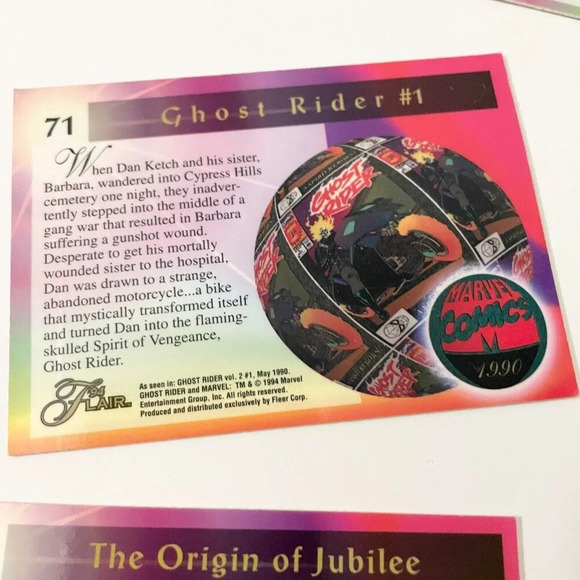 71
Ghost Rider #1
When Dan Ketch and his sister,
Barbara, wandered into Cypress Hills
cemetery one night, they inadver-
tently stepped into the middle of a
gang war that resulted in Barbara
suffering a gunshot wound.
Desperate to get his mortally
wounded sister to the hospital,
Dan was drawn to a strange,
abandoned motorcycle...a bike
that mystically transformed itself
and turned Dan into the flaming-
skulled Spirit of Vengeance,
Ghost Rider.
GHOST
RIDER
MARVEL
COMICS
M
1990
'94
FLAIR™
As seen in: GHOST RIDER vol. 2 #1, May 1990.
GHOST RIDER and MARVEL: TM & © 1994 Marvel
Entertainment Group, Inc. All rights reserved.
Produced and distributed exclusively by Fleer Corp.
The Origin of Jubilee